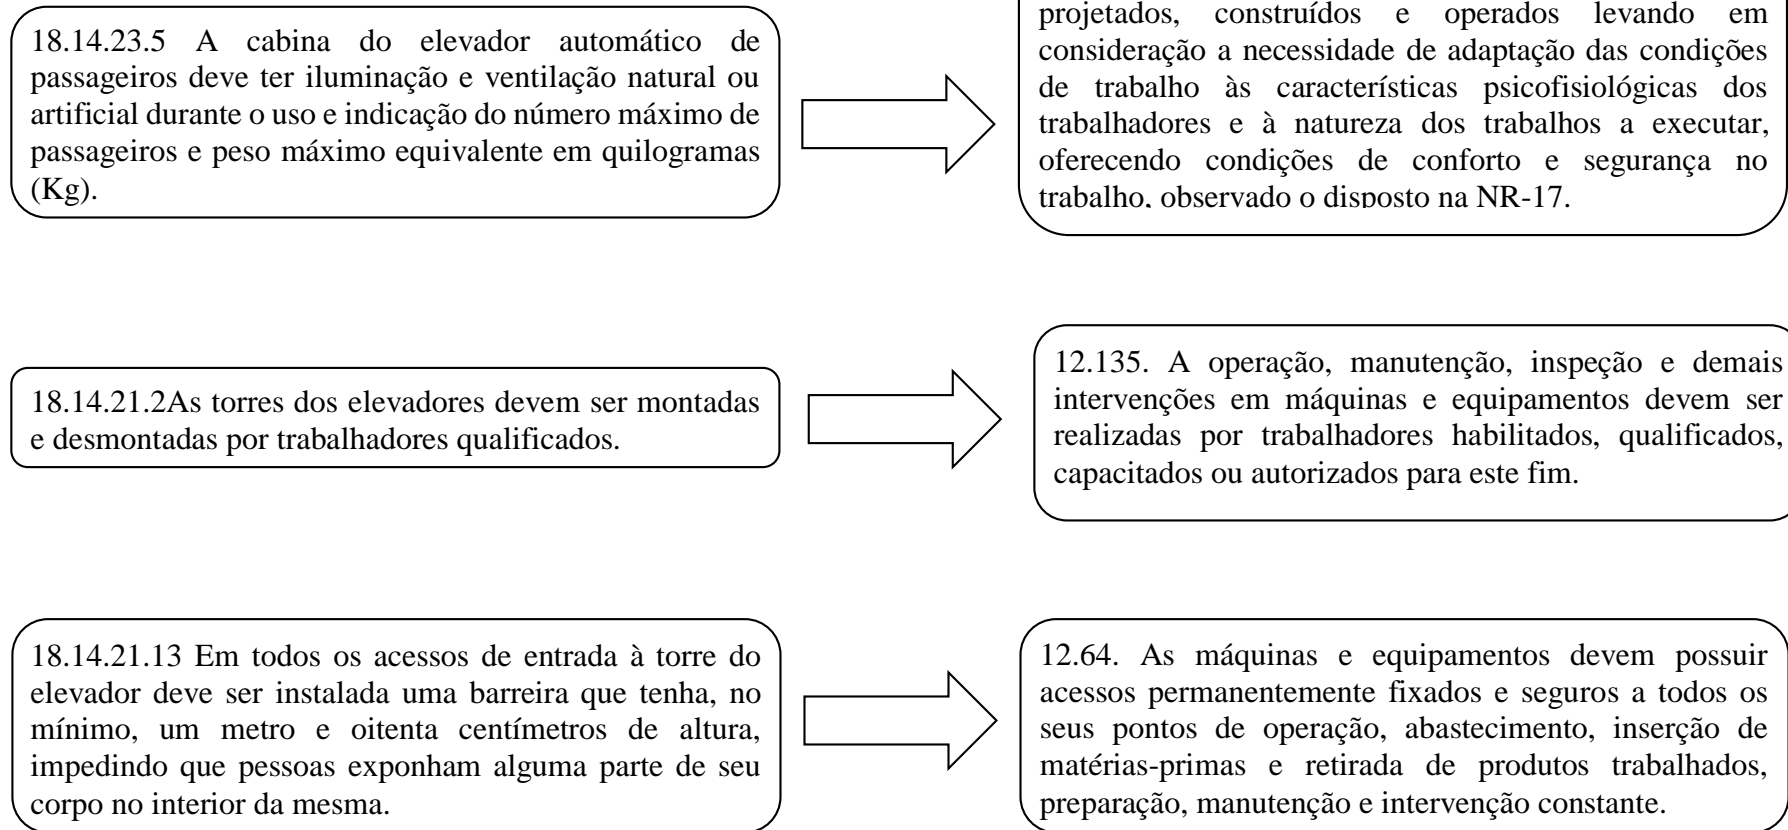 18.14.23.5 A cabina do elevador automático de
passageiros deve ter iluminação e ventilação natural ou
artificial durante o uso e indicação do número máximo de
passageiros e peso máximo equivalente em quilogramas
(Kg).
projetados, construídos e operados levando em
consideração a necessidade de adaptação das condições
de trabalho às características psicofisiológicas dos
trabalhadores e à natureza dos trabalhos a executar,
oferecendo condições de conforto e segurança no
trabalho, observado o disposto na NR-17.
18.14.21.2As torres dos elevadores devem ser montadas
e desmontadas por trabalhadores qualificados.
12.135. A operação, manutenção, inspeção e demais
intervenções em máquinas e equipamentos devem ser
realizadas por trabalhadores habilitados, qualificados,
capacitados ou autorizados para este fim.
18.14.21.13 Em todos os acessos de entrada à torre do
elevador deve ser instalada uma barreira que tenha, no
mínimo, um metro e oitenta centímetros de altura,
impedindo que pessoas exponham alguma parte de seu
corpo no interior da mesma.
12.64. As máquinas e equipamentos devem possuir
acessos permanentemente fixados e seguros a todos os
seus pontos de operação, abastecimento, inserção de
matérias-primas e retirada de produtos trabalhados,
preparação, manutenção e intervenção constante.